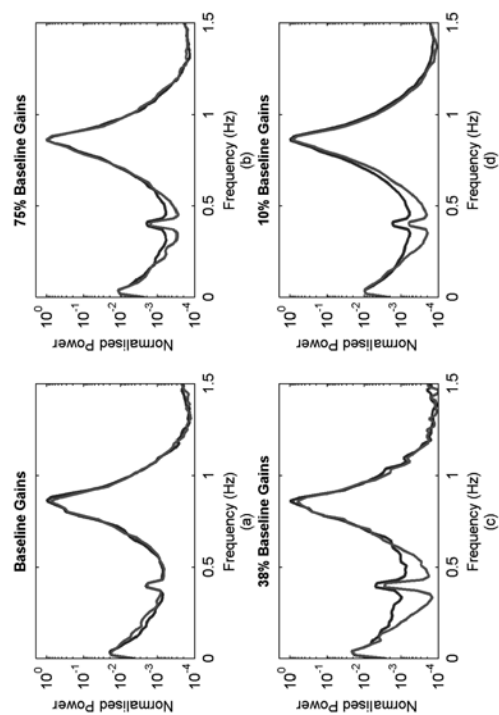 Baseline Gains
Normalised Power
10^0
10^-1
10^-2
10^-3
10^-4
0
0.5
1
1.5
Frequency (Hz)
(a)
75% Baseline Gains
Normalised Power
10^0
10^-1
10^-2
10^-3
10^-4
0
0.5
1
1.5
Frequency (Hz)
(b)
38% Baseline Gains
Normalised Power
10^0
10^-1
10^-2
10^-3
10^-4
0
0.5
1
1.5
Frequency (Hz)
(c)
10% Baseline Gains
Normalised Power
10^0
10^-1
10^-2
10^-3
10^-4
0
0.5
1
1.5
Frequency (Hz)
(d)